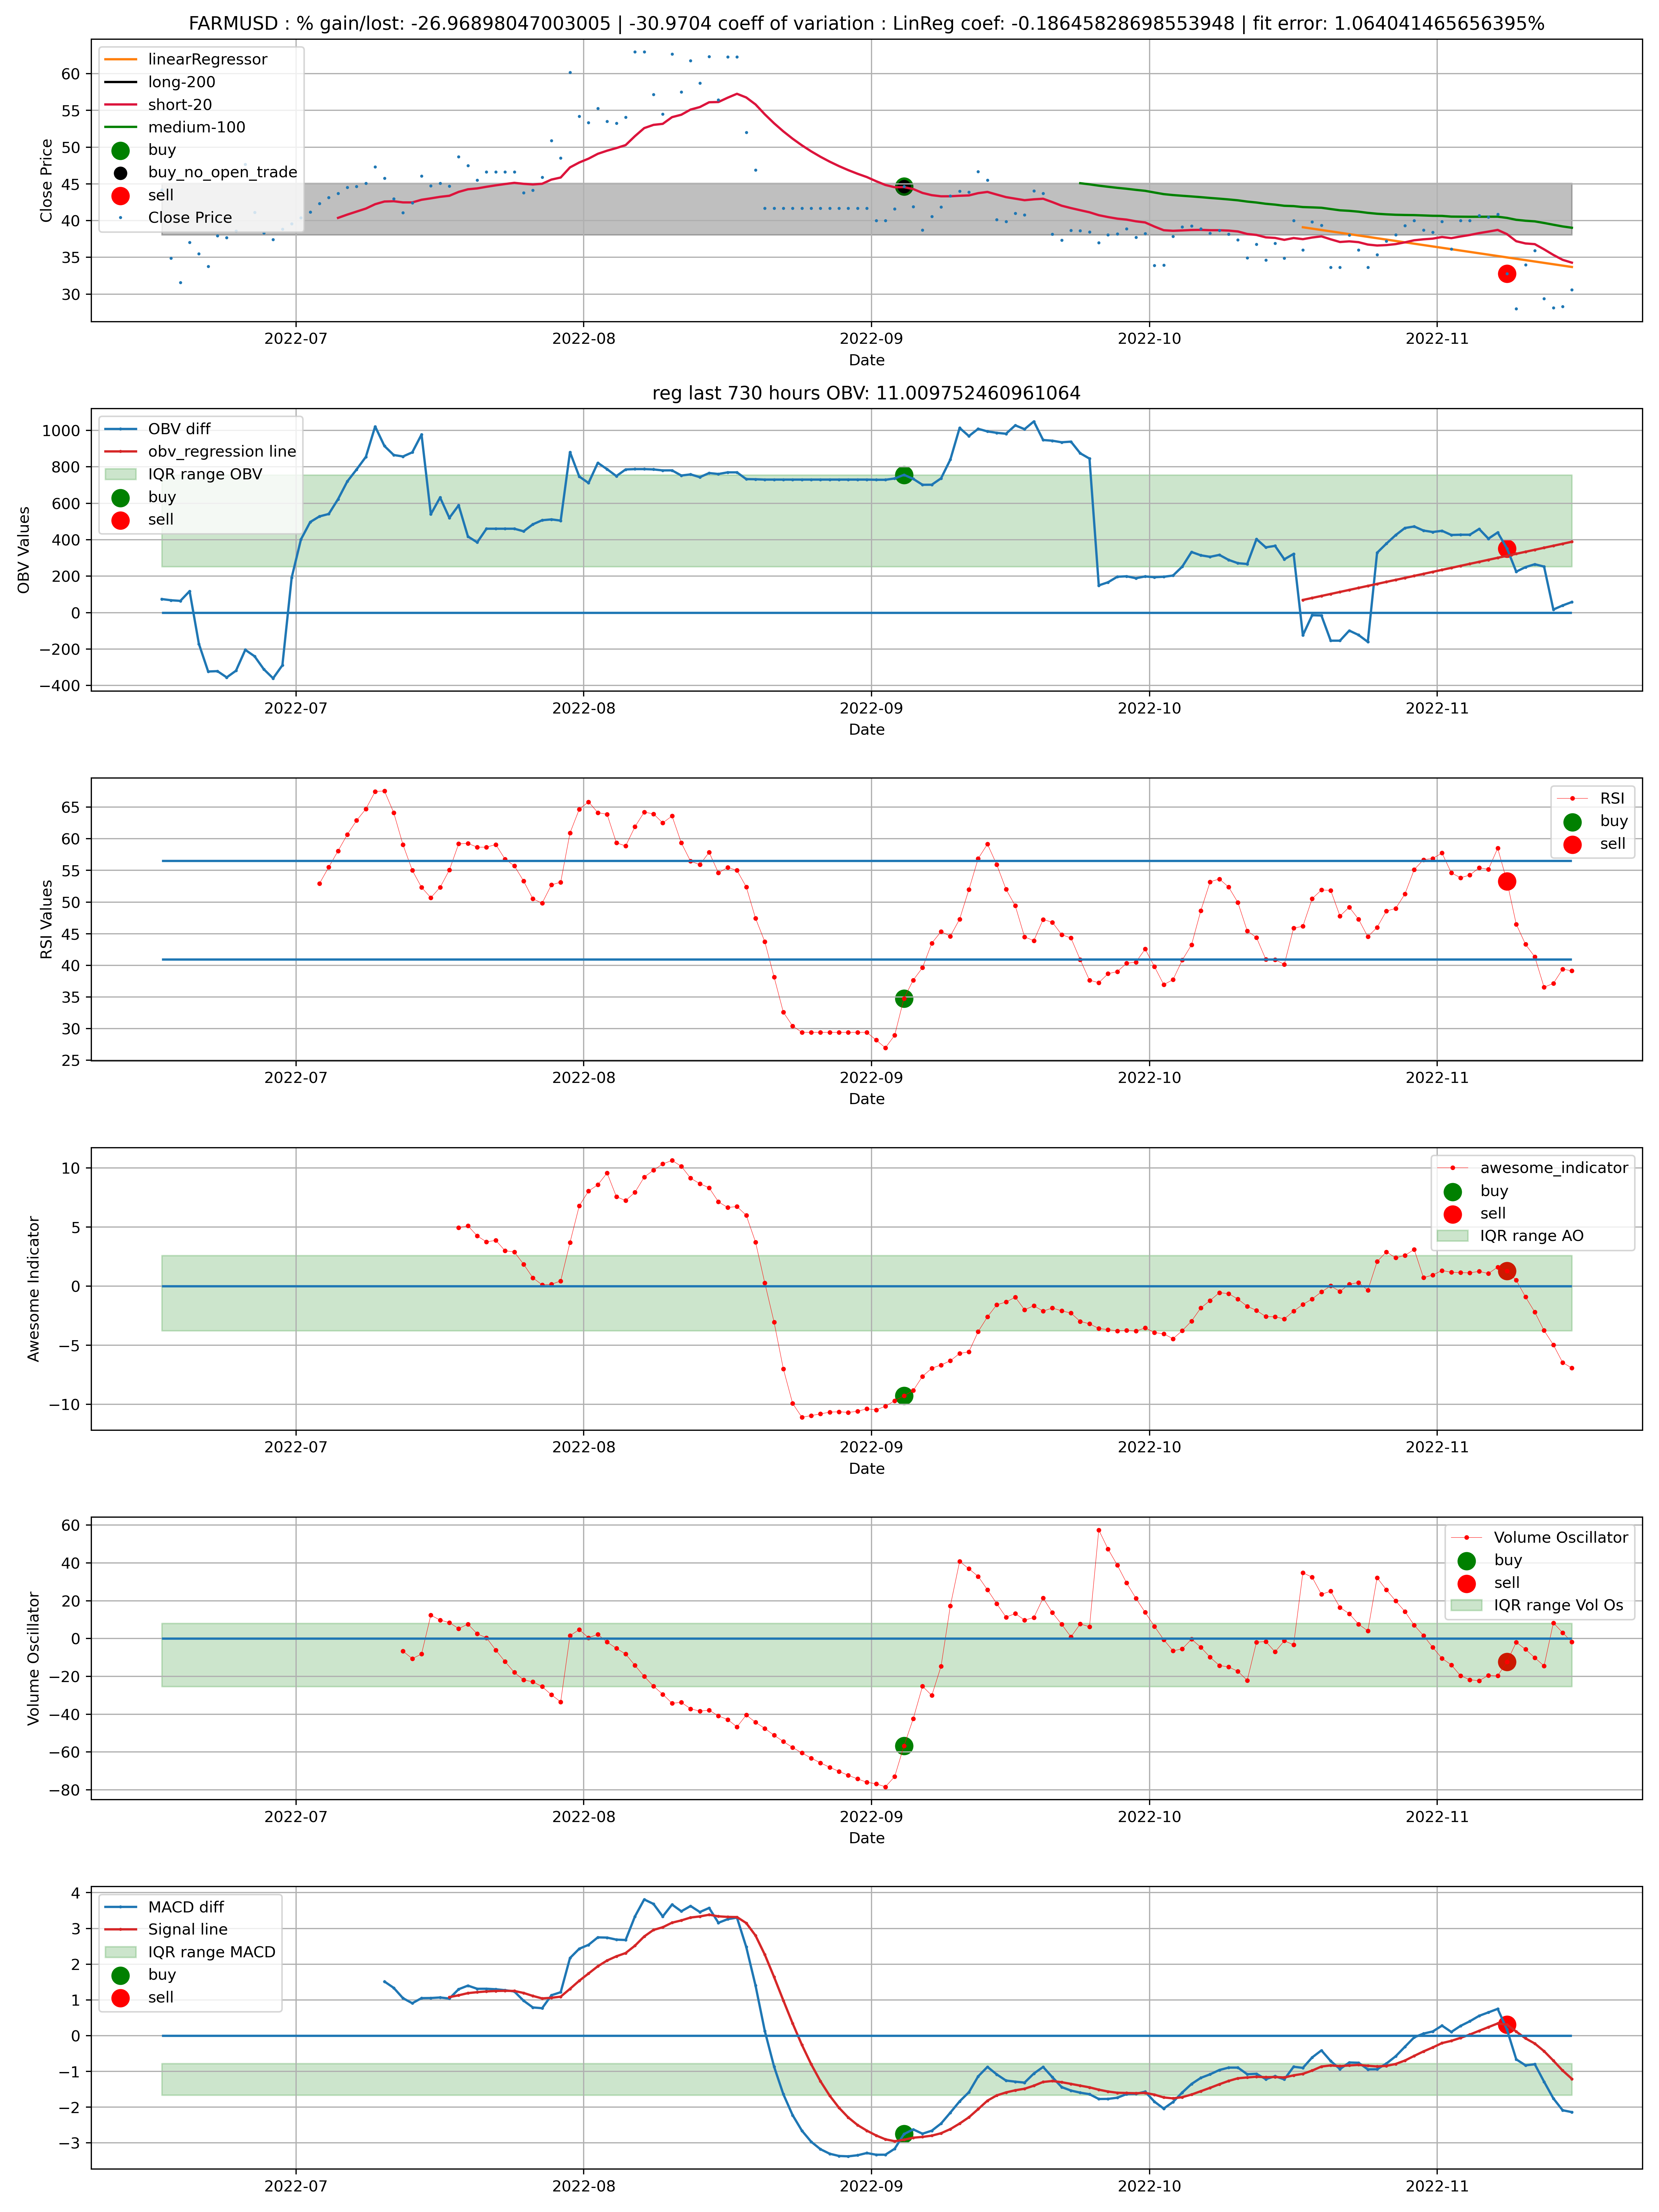 FARMUSD : % gain/lost: -26.96898047003005 | -30.9704 coeff of variation : LinReg coef: -0.18645828698553948 | fit error: 1.064041465656395%
linearRegressor
long-200
short-20
medium-100
buy
buy_no_open_trade
sell
Close Price
Close Price
60
55
50
45
40
35
30
2022-07
2022-08
2022-09
2022-10
2022-11
Date
reg last 730 hours OBV: 11.009752460961064
OBV diff
obv_regression line
IQR range OBV
buy
sell
OBV Values
1000
800
600
400
200
0
−200
−400
2022-07
2022-08
2022-09
2022-10
2022-11
Date
RSI
buy
sell
RSI Values
65
60
55
50
45
40
35
30
25
2022-07
2022-08
2022-09
2022-10
2022-11
Date
awesome_indicator
buy
sell
IQR range AO
Awesome Indicator
10
5
0
−5
−10
2022-07
2022-08
2022-09
2022-10
2022-11
Date
Volume Oscillator
buy
sell
IQR range Vol Os
Volume Oscillator
60
40
20
0
−20
−40
−60
−80
2022-07
2022-08
2022-09
2022-10
2022-11
Date
MACD diff
Signal line
IQR range MACD
buy
sell
4
3
2
1
0
−1
−2
−3
2022-07
2022-08
2022-09
2022-10
2022-11